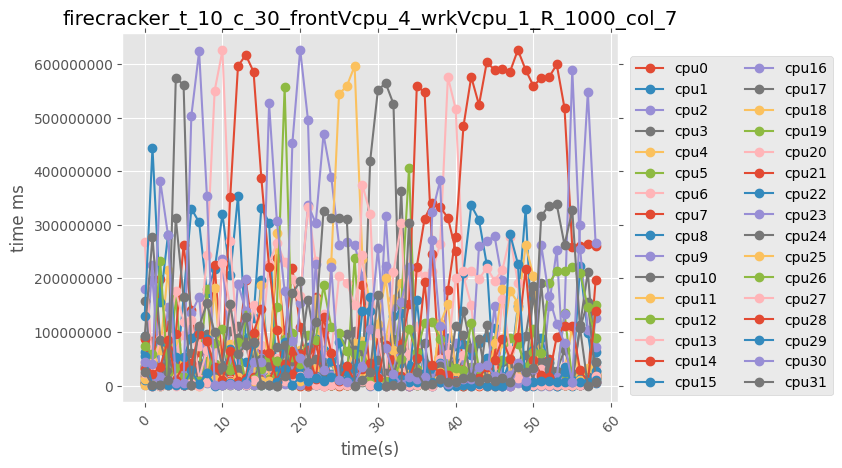 firecracker_t_10_c_30_frontVcpu_4_wrkVcpu_1_R_1000_col_7
600000000
500000000
400000000
300000000
200000000
100000000
0
time ms
0
10
20
30
40
50
60
time(s)
cpu0
cpu1
cpu2
cpu3
cpu4
cpu5
cpu6
cpu7
cpu8
cpu9
cpu10
cpu11
cpu12
cpu13
cpu14
cpu15
cpu16
cpu17
cpu18
cpu19
cpu20
cpu21
cpu22
cpu23
cpu24
cpu25
cpu26
cpu27
cpu28
cpu29
cpu30
cpu31